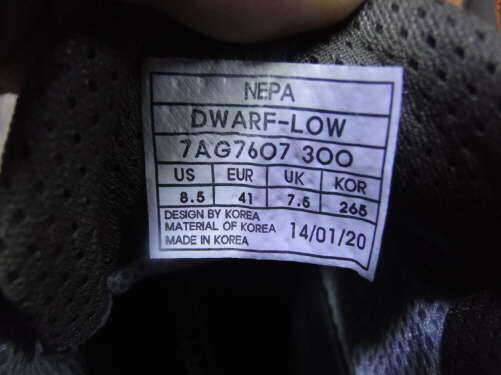 NEPA
DWARF-LOW
7AG7607 300
US EUR UK KOR
8.5 41 7.5 265
DESIGN BY KOREA
MATERIAL OF KOREA
MADE IN KOREA
14/01/20